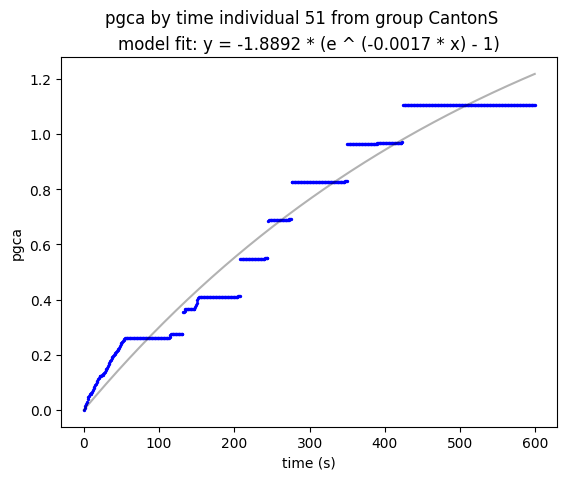 pgca by time individual 51 from group CantonS
model fit: y = -1.8892 * (e ^ (-0.0017 * x) - 1)
1.2
1.0
0.8
0.6
0.4
0.2
0.0
pgca
0 100 200 300 400 500 600
time (s)